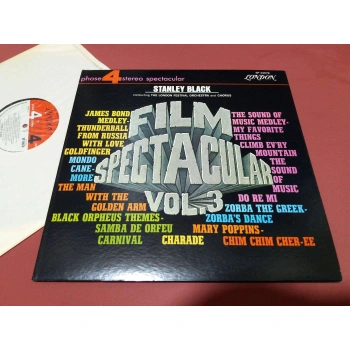 phase 4 stereo spectacular
LONDON
STANLEY BLACK
conducting THE LONDON FESTIVAL ORCHESTRA and CHORUS
FILM
SPECTACULAR
VOL. 3
JAMES BOND
MEDLEY-
THUNDERBALL
FROM RUSSIA
WITH LOVE
GOLDFINGER
MONDO
CANE-
MORE
THE MAN
WITH THE
GOLDEN ARM
BLACK ORPHEUS THEMES-
SAMBA DE ORFEU
CARNIVAL
CHARADE
THE SOUND OF
MUSIC MEDLEY-
MY FAVORITE
THINGS
CLIMB EV'RY
MOUNTAIN
THE
SOUND
OF
MUSIC
DO RE MI
ZORBA THE GREEK-
ZORBA'S DANCE
MARY POPPINS-
CHIM CHIM CHER-EE